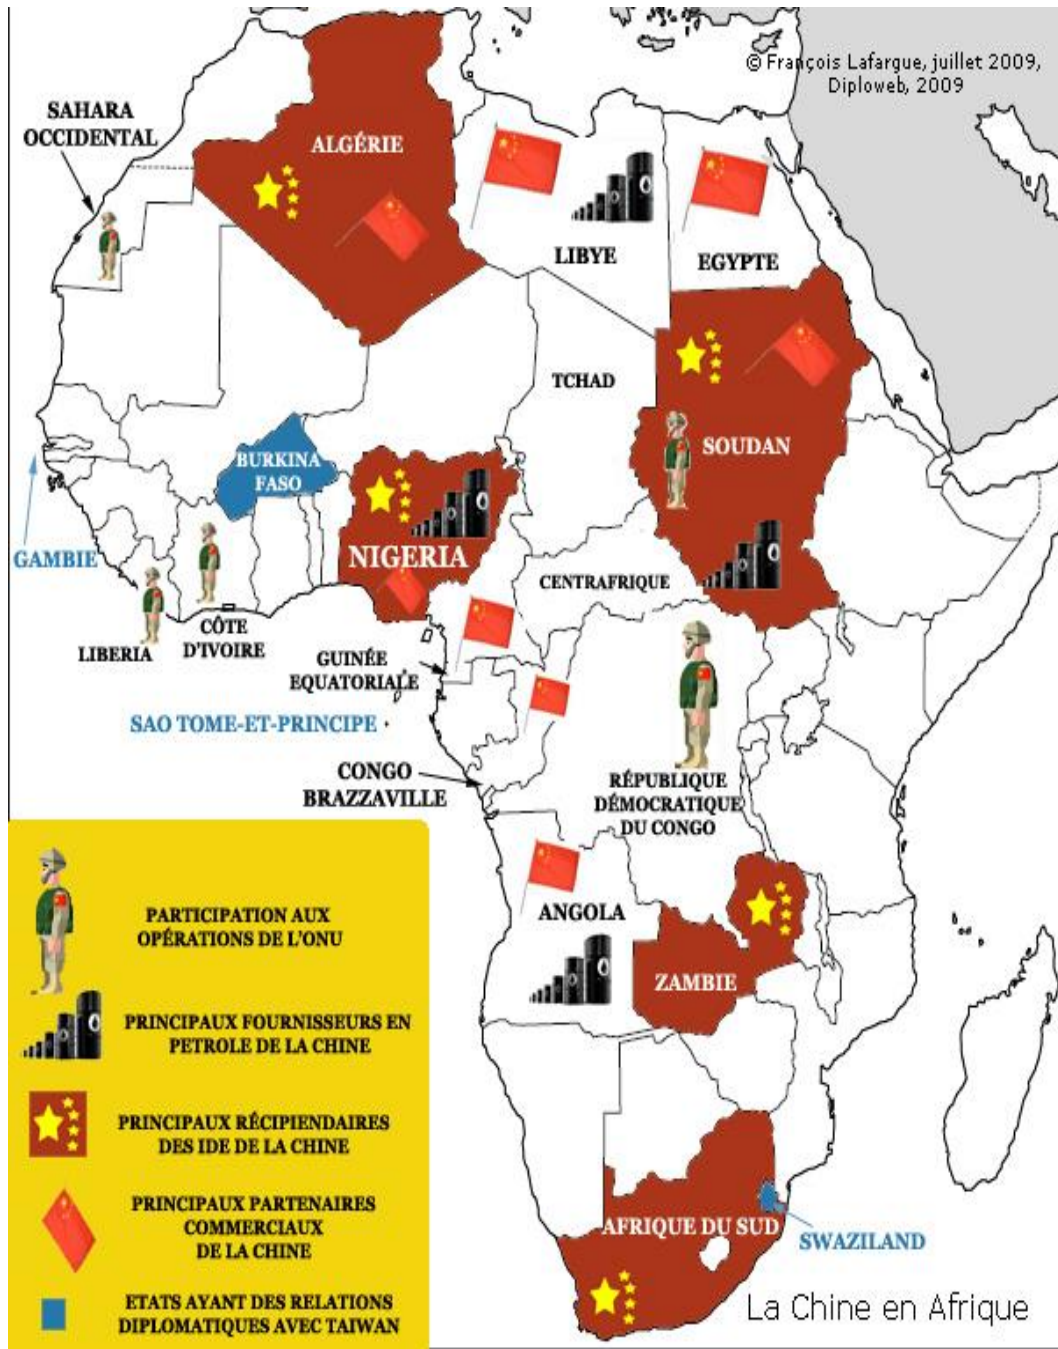 © François Lafargue, juillet 2009,
Diploweb, 2009
SAHARA
OCCIDENTAL
ALGÉRIE
LIBYE
EGYPTE
TCHAD
SOUDAN
BURKINA
FASO
NIGERIA
GAMBIE
CENTRAFRIQUE
LIBERIA
CÔTE
D'IVOIRE
GUINÉE
EQUATORIALE
SAO TOME-ET-PRINCIPE
CONGO
BRAZZAVILLE
RÉPUBLIQUE
DÉMOCRATIQUE
DU CONGO
ANGOLA
ZAMBIE
AFRIQUE DU SUD
SWAZILAND
PARTICIPATION AUX
OPÉRATIONS DE L'ONU
PRINCIPAUX FOURNISSEURS EN
PETROLE DE LA CHINE
PRINCIPAUX RÉCIPIENDAIRES
DES IDE DE LA CHINE
PRINCIPAUX PARTENAIRES
COMMERCIAUX
DE LA CHINE
ETATS AYANT DES RELATIONS
DIPLOMATIQUES AVEC TAIWAN
La Chine en Afrique